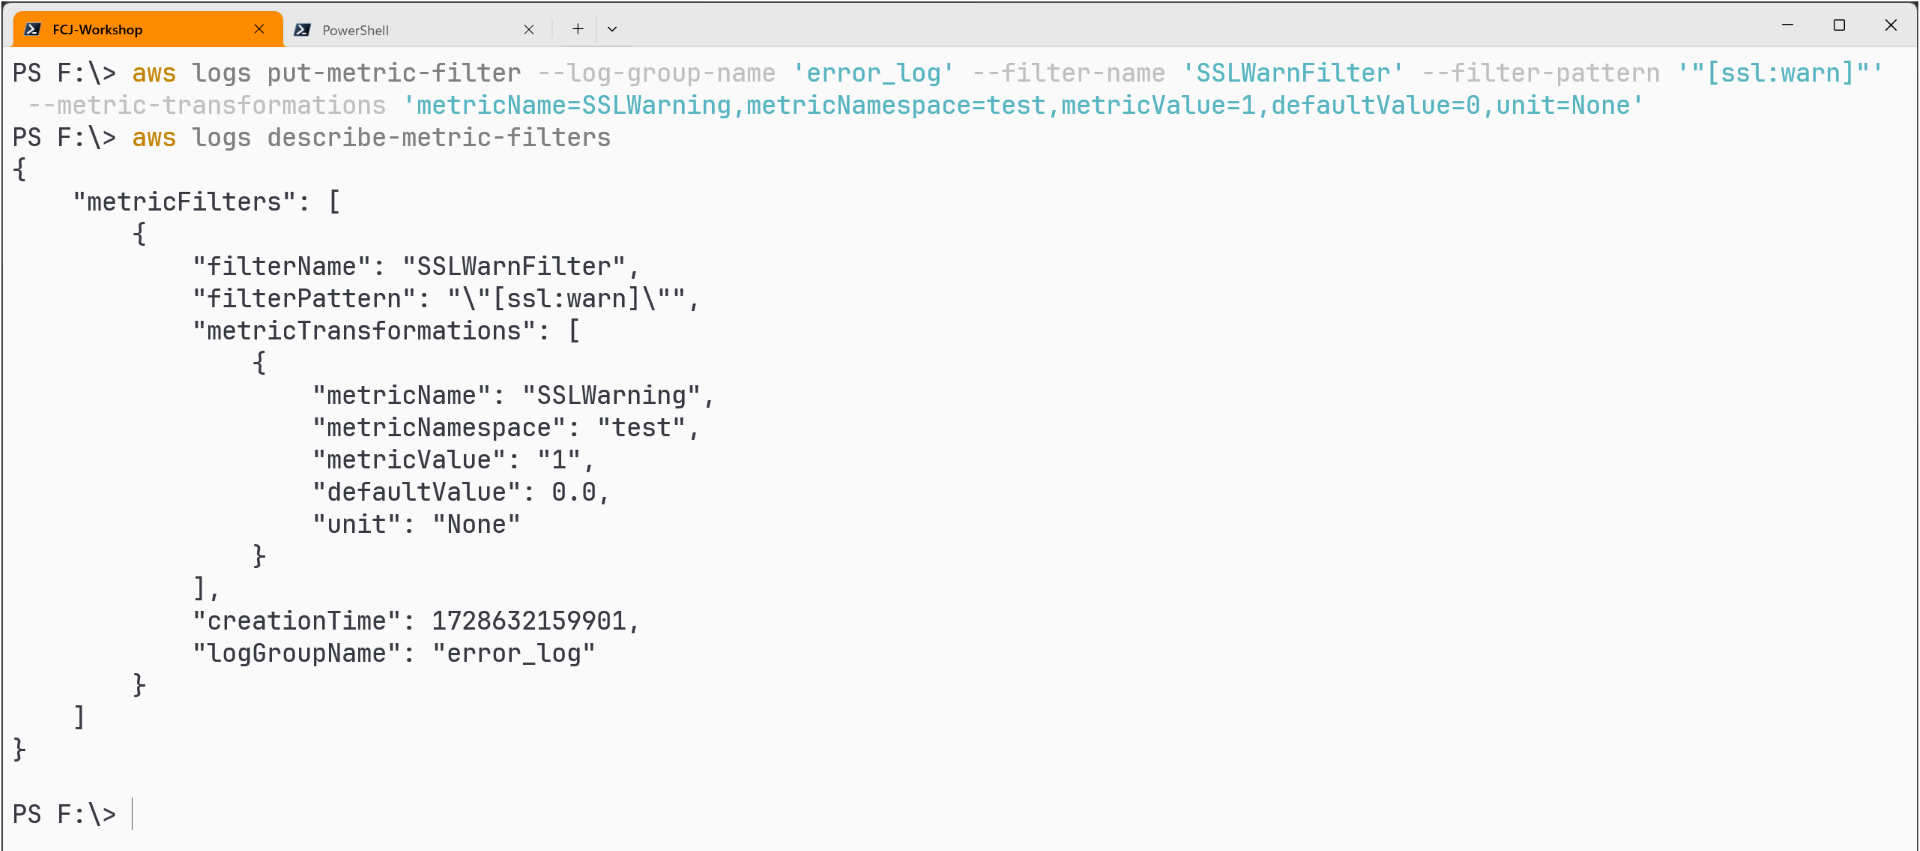 FCJ-Workshop
PowerShell
PS F:\> aws logs put-metric-filter --log-group-name 'error_log' --filter-name 'SSLWarnFilter' --filter-pattern '"[ssl:warn]"'
--metric-transformations 'metricName=SSLWarning,metricNamespace=test,metricValue=1,defaultValue=0,unit=None'
PS F:\> aws logs describe-metric-filters
{
    "metricFilters": [
        {
            "filterName": "SSLWarnFilter",
            "filterPattern": "\"[ssl:warn]\"",
            "metricTransformations": [
                {
                    "metricName": "SSLWarning",
                    "metricNamespace": "test",
                    "metricValue": "1",
                    "defaultValue": 0.0,
                    "unit": "None"
                }
            ],
            "creationTime": 1728632159901,
            "logGroupName": "error_log"
        }
    ]
}
PS F:\>